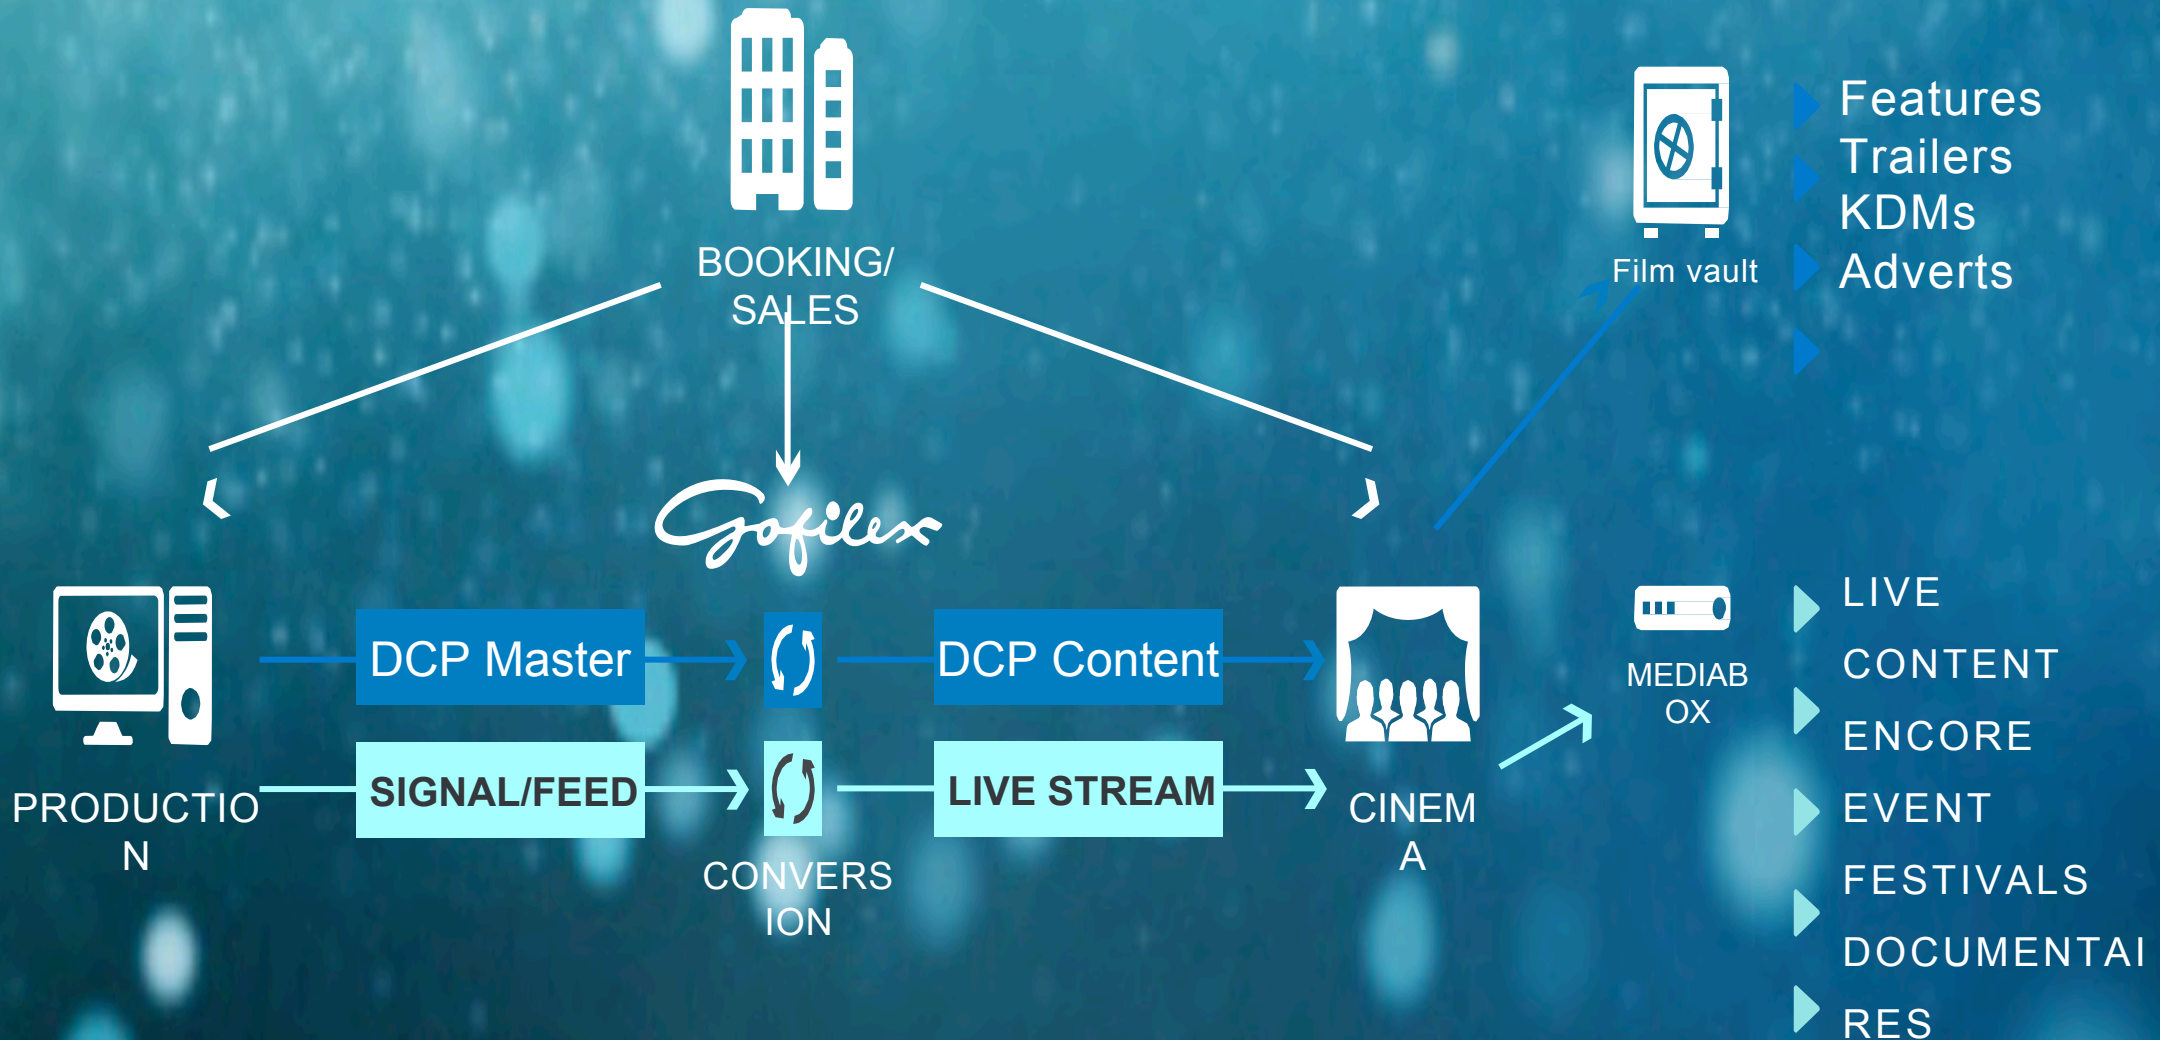 BOOKING/
SALES
Gofilex
PRODUCTIO
N
DCP Master
SIGNAL/FEED
CONVERS
ION
DCP Content
LIVE STREAM
CINEM
A
Film vault
Features
Trailers
KDMs
Adverts
MEDIAB
OX
LIVE
CONTENT
ENCORE
EVENT
FESTIVALS
DOCUMENTAI
RES